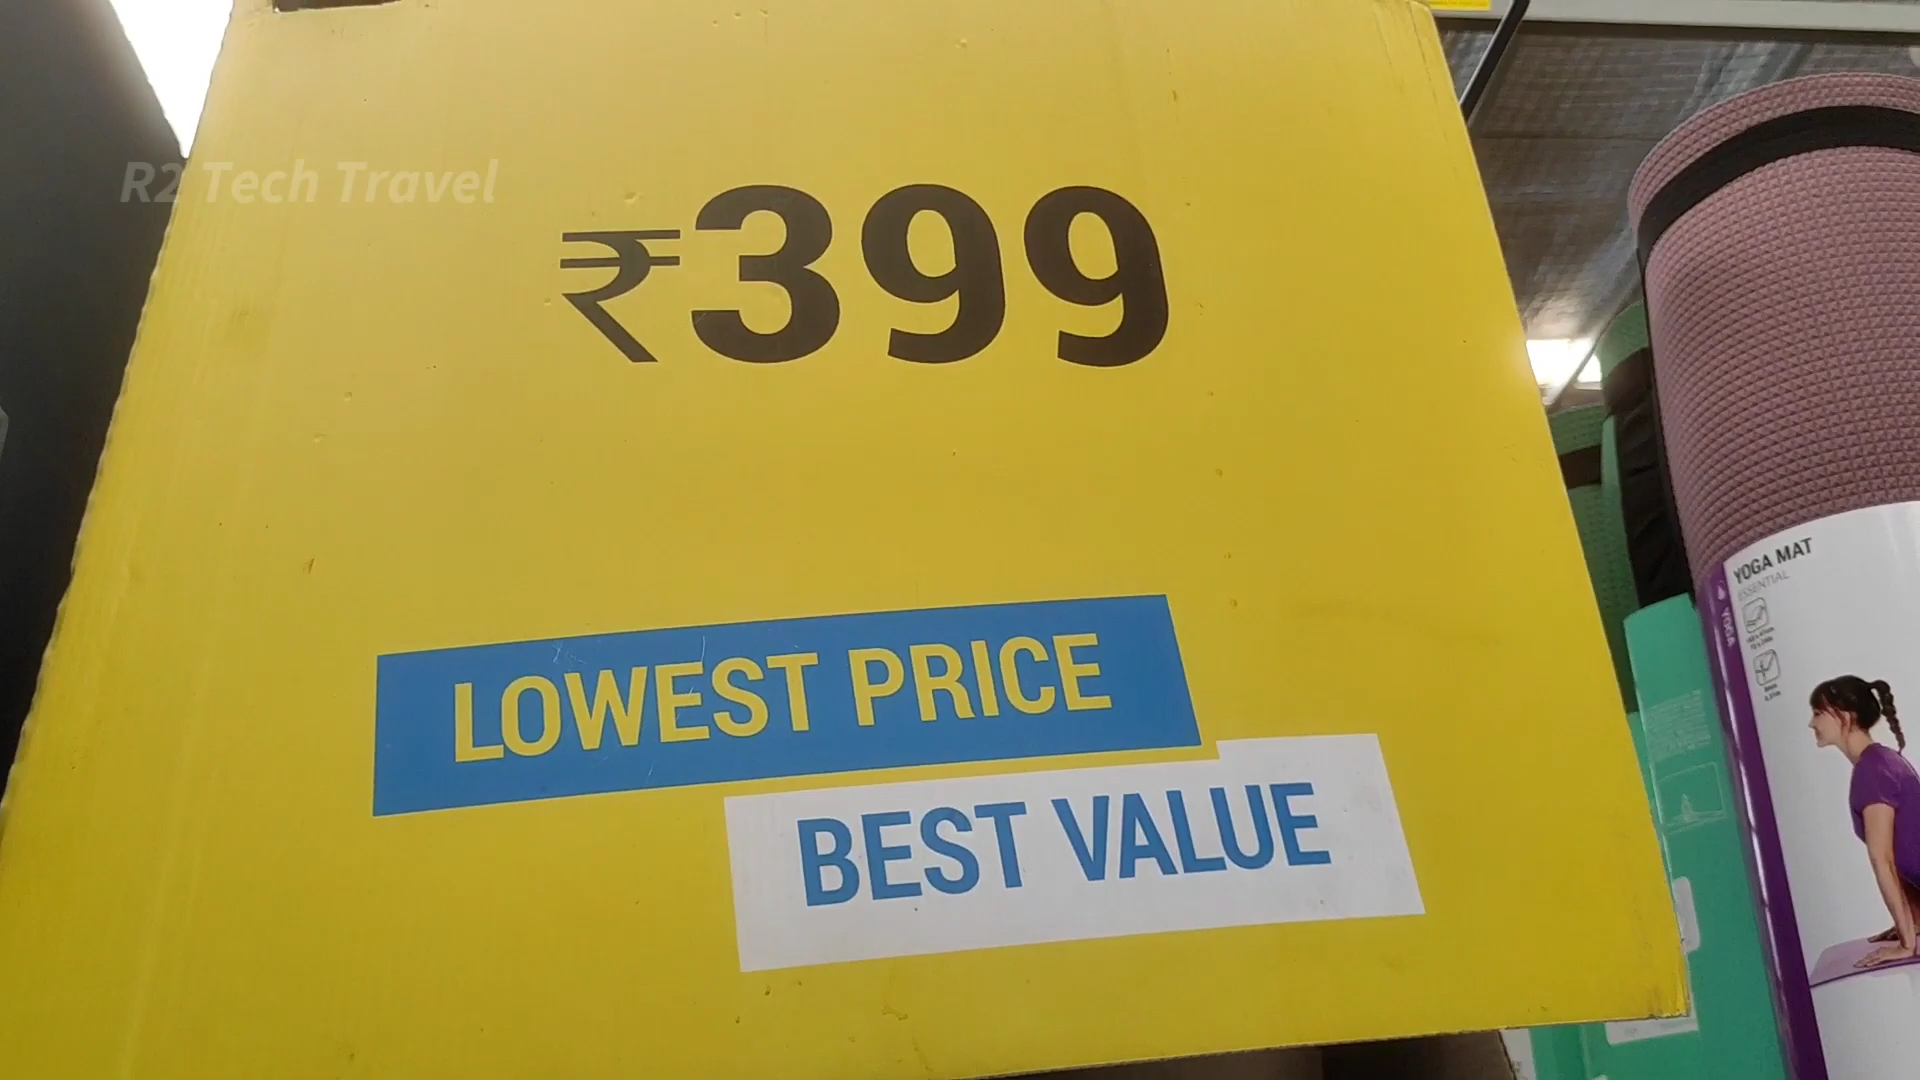 R2 Tech Travel
₹399
LOWEST PRICE
BEST VALUE
YOGA MAT
ESSENTIAL
YOGA